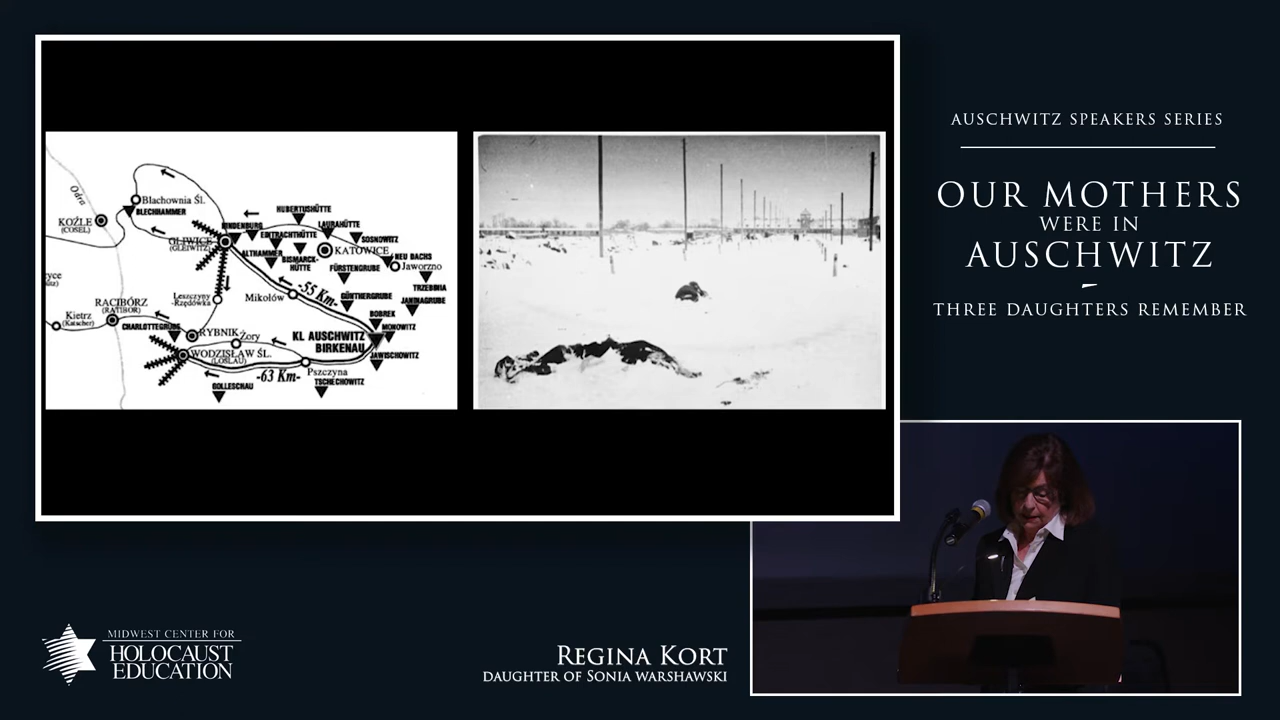 AUSCHWITZ SPEAKERS SERIES
OUR MOTHERS
WERE IN
AUSCHWITZ
THREE DAUGHTERS REMEMBER
Odra
Blachownia Śl.
BLECHHAMMER
KOŹLE
(COSEL)
HUBERTUSHÜTTE
LAURAHÜTTE
SOSNOWITZ
EINTRACHTHÜTTE
GLIWICE
(GLEIWITZ)
KATOWICE
ALTHAMMER
BISMARCK-
HÜTTE
NEU DACHS
Jaworzno
FÜRSTENGRUBE
TRZEBINIA
Leszczyny
-Rzędówka
Mikołów
-55 Km-
GÜNTHERGRUBE
JANINAGRUBE
RACIBÓRZ
(RATIBOR)
Kietrz
(Katscher)
BOBREK
MONOWITZ
CHARLOTTEGRUBE
RYBNIK
Żory
KL AUSCHWITZ
BIRKENAU
JAWISCHOWITZ
WODZISŁAW ŚL.
(LOSLAU)
-63 Km-
Pszczyna
TSCHECHOWITZ
GOLLESCHAU
MIDWEST CENTER FOR
HOLOCAUST
EDUCATION
REGINA KORT
DAUGHTER OF SONIA WARSHAWSKI